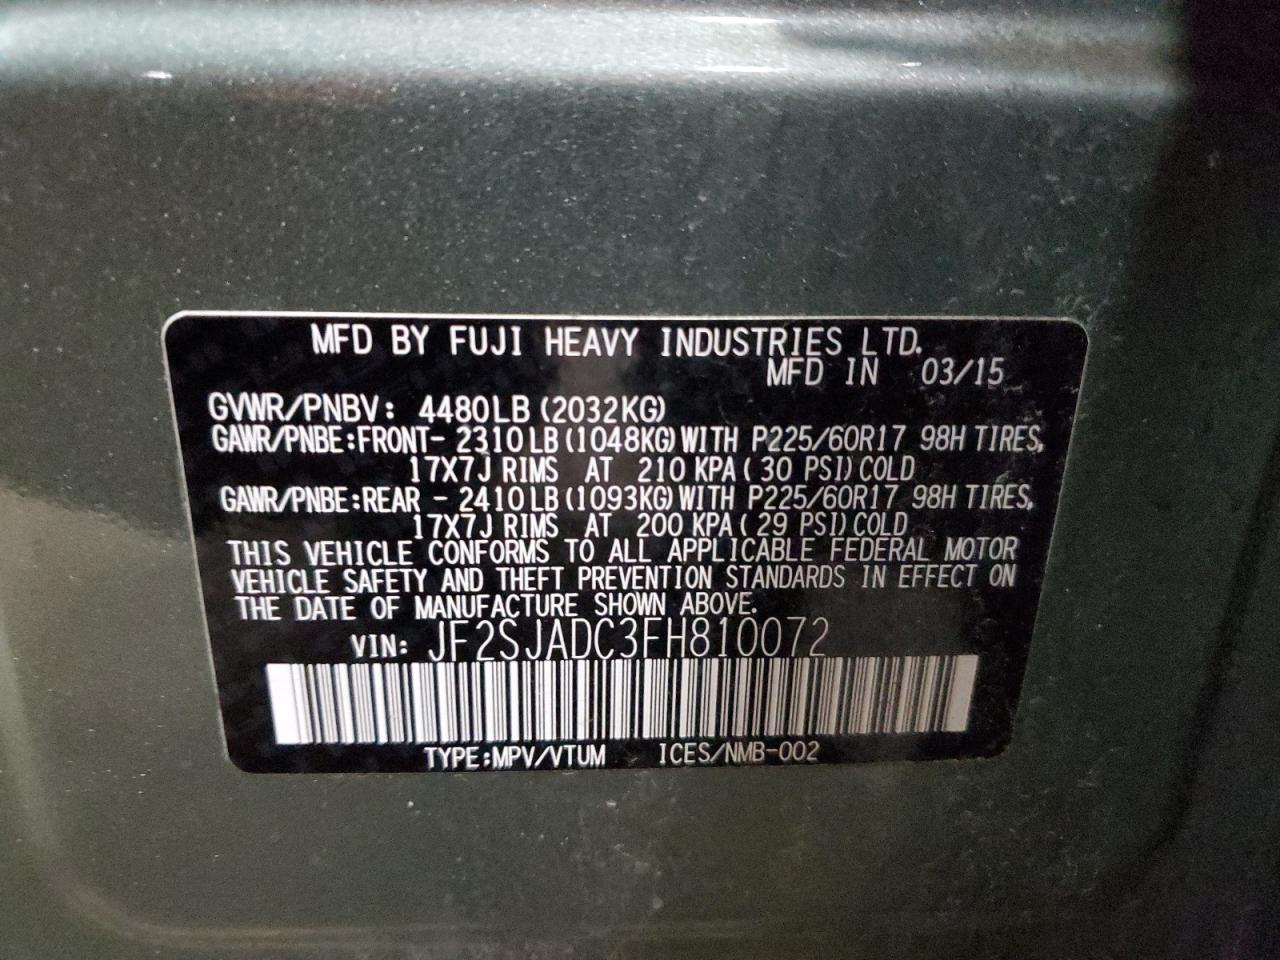 MFD BY FUJI HEAVY INDUSTRIES LTD.
MFD IN 03/15
GVWR/PNBV: 4480LB (2032KG)
GAWR/PNBE:FRONT- 2310 LB (1048KG) WITH P225/60R17 98H TIRES,
17X7J RIMS AT 210 KPA ( 30 PSI) COLD
GAWR/PNBE:REAR - 2410 LB (1093KG) WITH P225/60R17 98H TIRES,
17X7J RIMS AT 200 KPA ( 29 PSI) COLD
THIS VEHICLE CONFORMS TO ALL APPLICABLE FEDERAL MOTOR
VEHICLE SAFETY AND THEFT PREVENTION STANDARDS IN EFFECT ON
THE DATE OF MANUFACTURE SHOWN ABOVE.
VIN: JF2SJADC3FH810072
TYPE:MPV/VTUM ICES/NMB-002